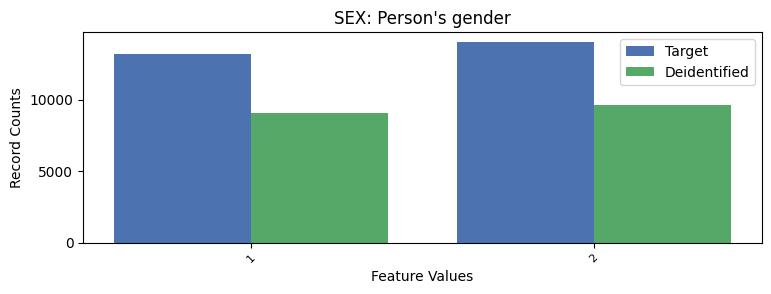 SEX: Person's gender
Target
Deidentified
Record Counts
10000
5000
0
1
2
Feature Values